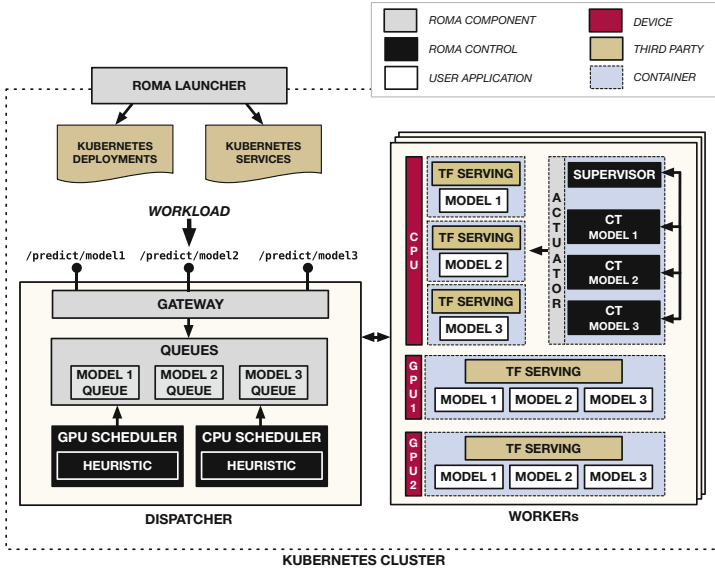 ROMA COMPONENT
DEVICE
ROMA CONTROL
THIRD PARTY
USER APPLICATION
CONTAINER
ROMA LAUNCHER
KUBERNETES
DEPLOYMENTS
KUBERNETES
SERVICES
WORKLOAD
/predict/model1
/predict/model2
/predict/model3
GATEWAY
QUEUES
MODEL 1
QUEUE
MODEL 2
QUEUE
MODEL 3
QUEUE
GPU SCHEDULER
HEURISTIC
CPU SCHEDULER
HEURISTIC
DISPATCHER
CPU
TF SERVING
MODEL 1
TF SERVING
MODEL 2
TF SERVING
MODEL 3
ACTUATOR
SUPERVISOR
CT
MODEL 1
CT
MODEL 2
CT
MODEL 3
GPU1
TF SERVING
MODEL 1
MODEL 2
MODEL 3
GPU2
TF SERVING
MODEL 1
MODEL 2
MODEL 3
WORKERs
KUBERNETES CLUSTER